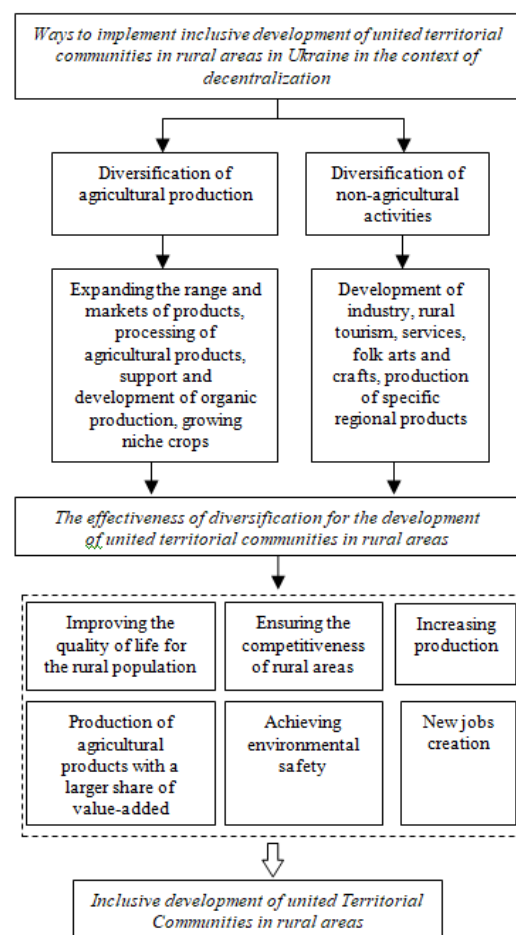 Ways to implement inclusive development of united territorial
communities in rural areas in Ukraine in the context of
decentralization
Diversification of
agricultural production
Diversification of
non-agricultural
activities
Expanding the range and
markets of products,
processing of
agricultural products,
support and
development of organic
production, growing
niche crops
Development of
industry, rural
tourism, services,
folk arts and
crafts, production
of specific
regional products
The effectiveness of diversification for the development
of united territorial communities in rural areas
Improving the
quality of life for
the rural population
Ensuring the
competitiveness
of rural areas
Increasing
production
Production of
agricultural
products with a
larger share of
value-added
Achieving
environmental
safety
New jobs
creation
Inclusive development of united Territorial
Communities in rural areas